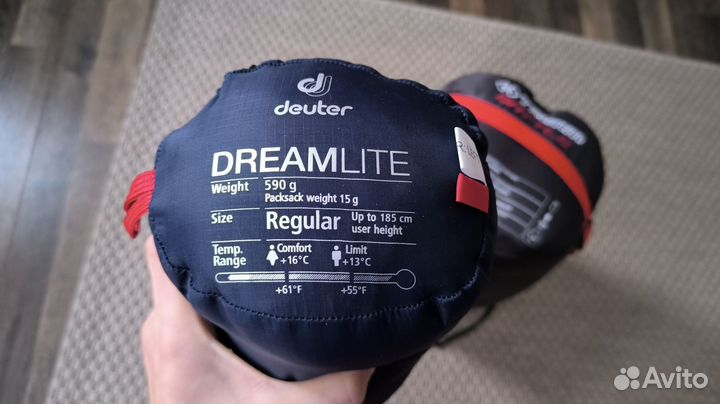 deuter
DREAMLITE
Weight 590 g
Packsack weight 15 g
Size Regular Up to 185 cm
user height
Temp. Comfort Limit
Range +16°C +13°C
+61°F +55°F
Avito